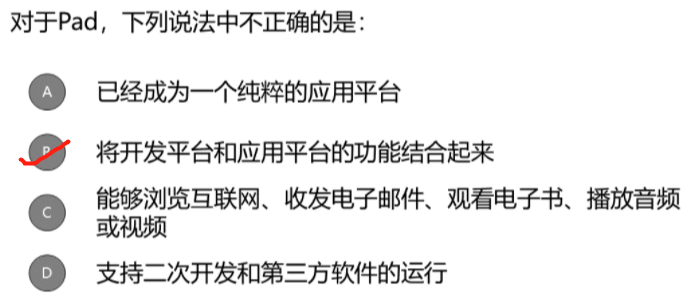 对于Pad，下列说法中不正确的是：
A 已经成为一个纯粹的应用平台
B 将开发平台和应用平台的功能结合起来
C 能够浏览互联网、收发电子邮件、观看电子书、播放音频
或视频
D 支持二次开发和第三方软件的运行